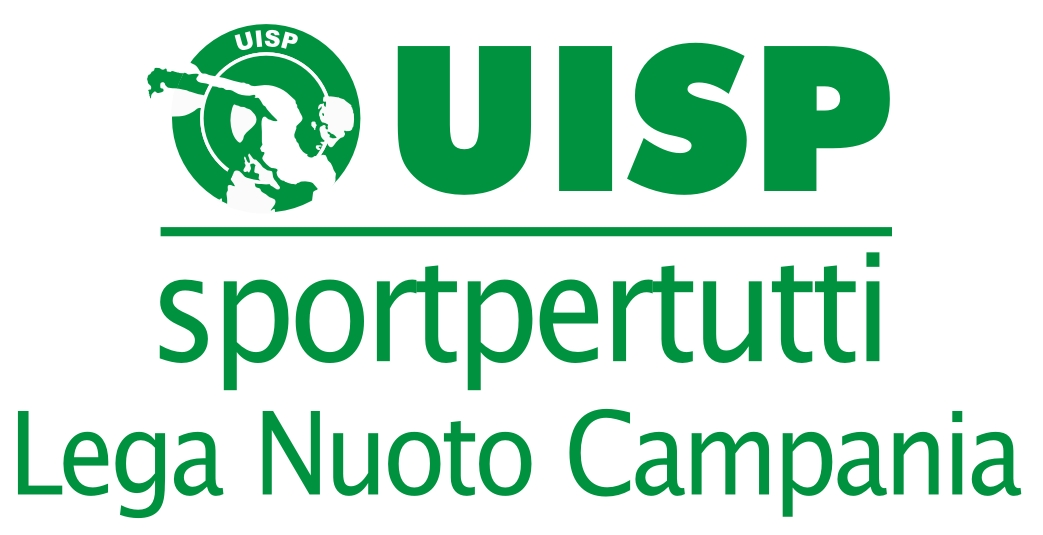 UISP
UISP
sportpertutti
Lega Nuoto Campania